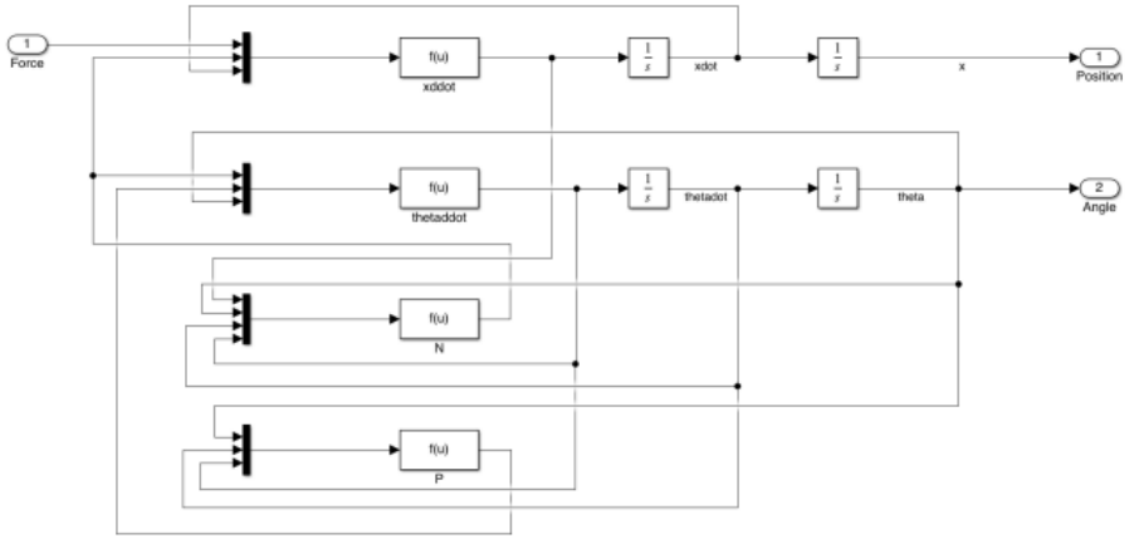 1
Force
f(u)
xddot
1
s
xdot
1
s
x
1
Position
f(u)
thetaddot
1
s
thetadot
1
s
theta
2
Angle
f(u)
N
f(u)
P